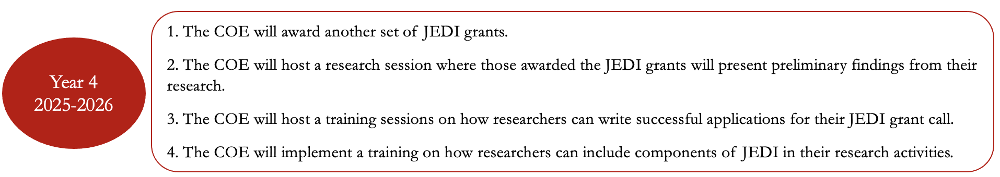 Year 4
2025-2026
1. The COE will award another set of JEDI grants.
2. The COE will host a research session where those awarded the JEDI grants will present preliminary findings from their
research.
3. The COE will host a training sessions on how researchers can write successful applications for their JEDI grant call.
4. The COE will implement a training on how researchers can include components of JEDI in their research activities.